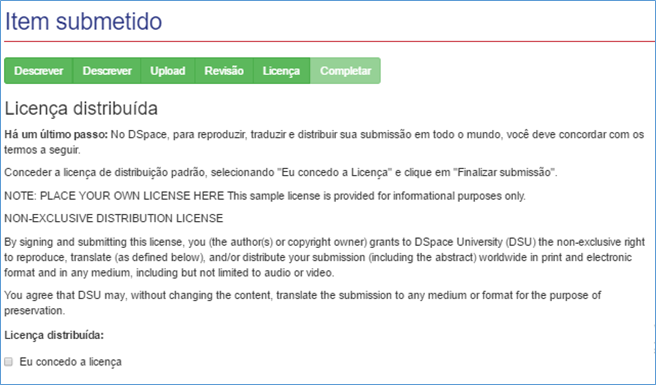 Item submetido
Descrever Descrever Upload Revisão Licença Completar
Licença distribuída
Há um último passo: No DSpace, para reproduzir, traduzir e distribuir sua submissão em todo o mundo, você deve concordar com os
termos a seguir.
Conceder a licença de distribuição padrão, selecionando "Eu concedo a Licença" e clique em "Finalizar submissão".
NOTE: PLACE YOUR OWN LICENSE HERE This sample license is provided for informational purposes only.
NON-EXCLUSIVE DISTRIBUTION LICENSE
By signing and submitting this license, you (the author(s) or copyright owner) grants to DSpace University (DSU) the non-exclusive right
to reproduce, translate (as defined below), and/or distribute your submission (including the abstract) worldwide in print and electronic
format and in any medium, including but not limited to audio or video.
You agree that DSU may, without changing the content, translate the submission to any medium or format for the purpose of
preservation.
Licença distribuída:
Eu concedo a licença